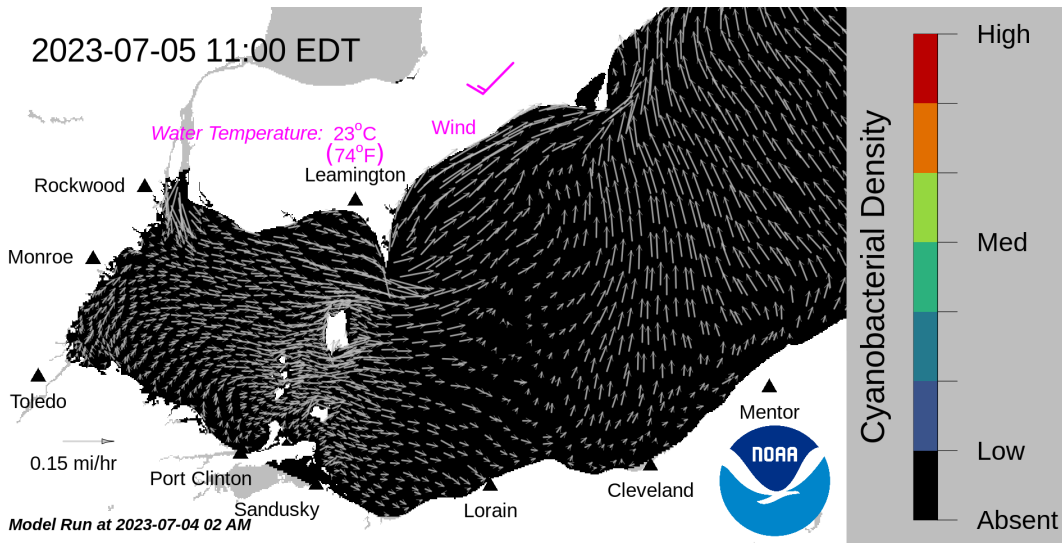 2023-07-05 11:00 EDT
Water Temperature: 23°C
(74°F)
Wind
Leamington
Rockwood
Monroe
Toledo
0.15 mi/hr
Port Clinton
Sandusky
Lorain
Cleveland
Mentor
NOAA
Model Run at 2023-07-04 02 AM
Cyanobacterial Density
High
Med
Low
Absent